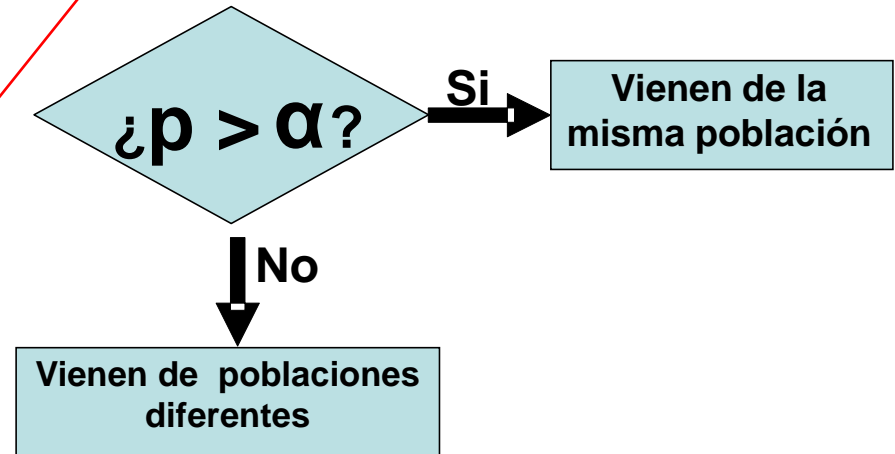 ¿p > α?
Si
Vienen de la
misma población
No
Vienen de poblaciones
diferentes